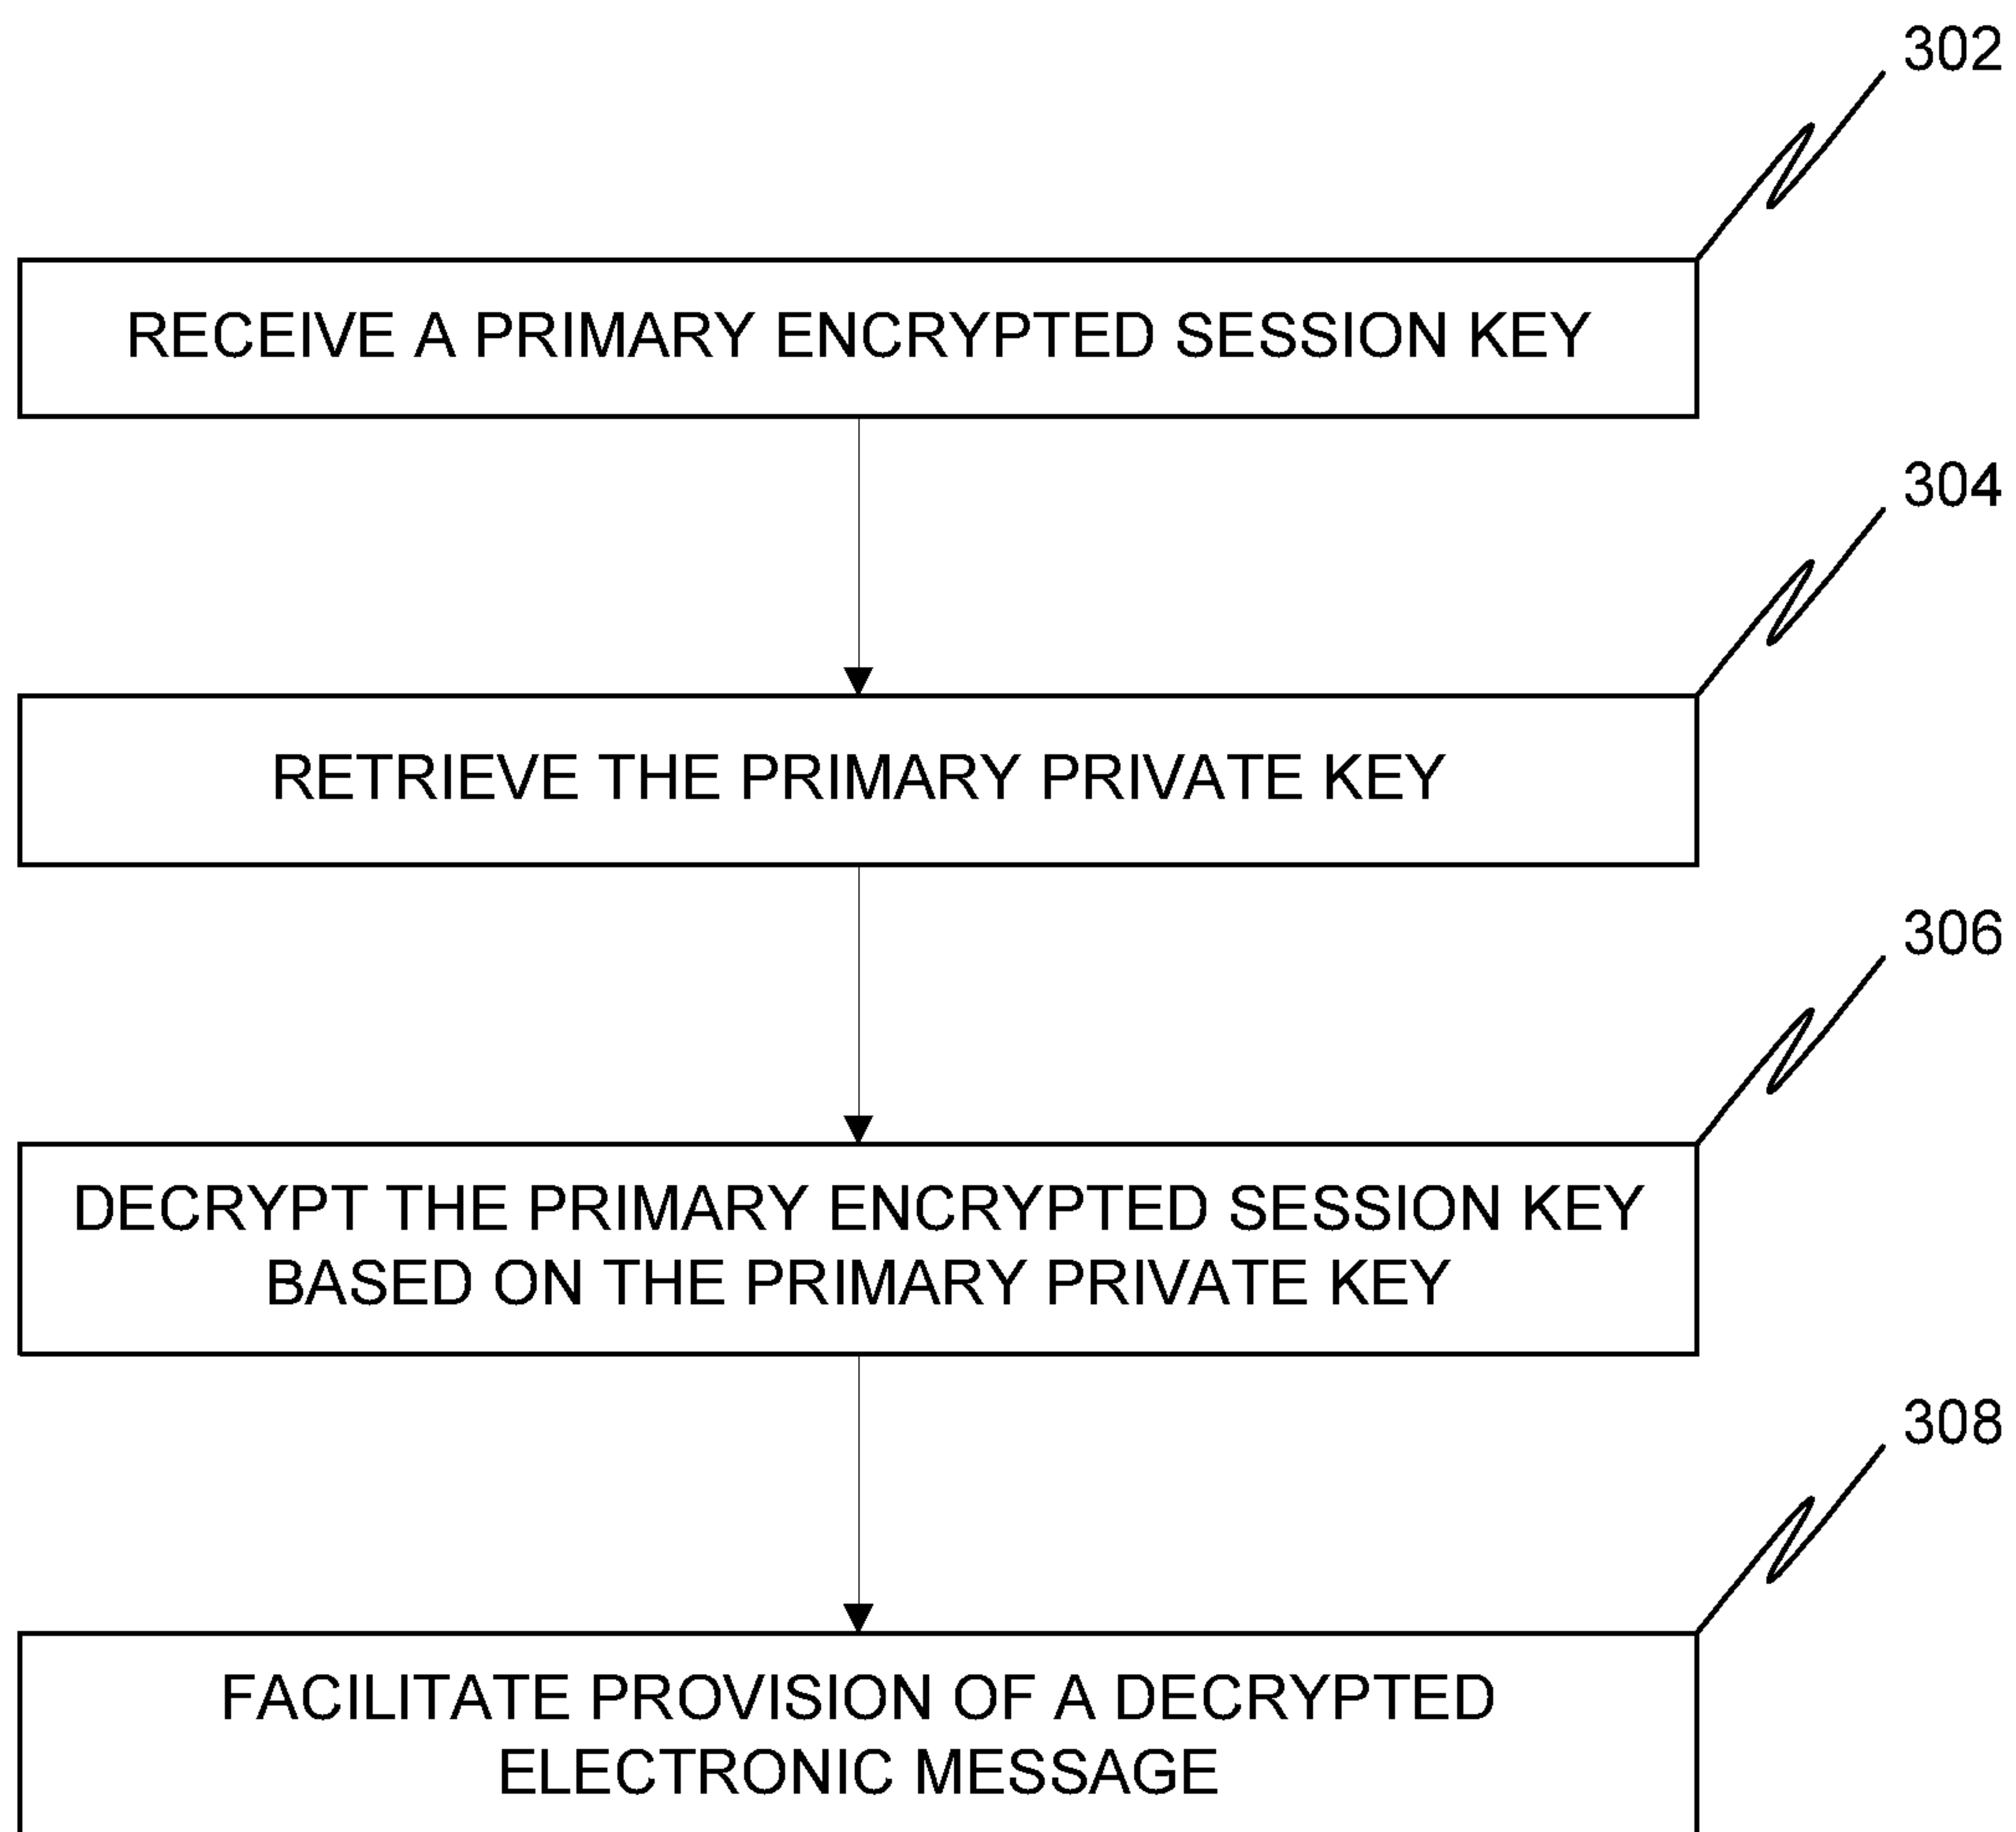 302
RECEIVE A PRIMARY ENCRYPTED SESSION KEY
304
RETRIEVE THE PRIMARY PRIVATE KEY
306
DECRYPT THE PRIMARY ENCRYPTED SESSION KEY
BASED ON THE PRIMARY PRIVATE KEY
308
FACILITATE PROVISION OF A DECRYPTED
ELECTRONIC MESSAGE